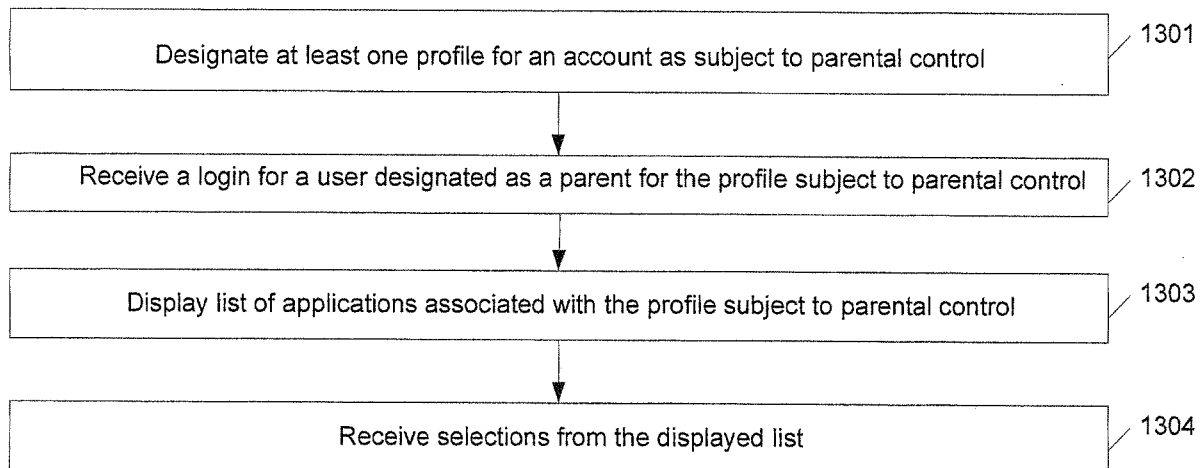 Designate at least one profile for an account as subject to parental control
1301
Receive a login for a user designated as a parent for the profile subject to parental control
1302
Display list of applications associated with the profile subject to parental control
1303
Receive selections from the displayed list
1304